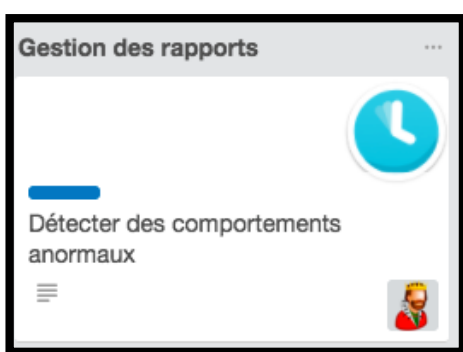 Gestion des rapports
Détecter des comportements
anormaux